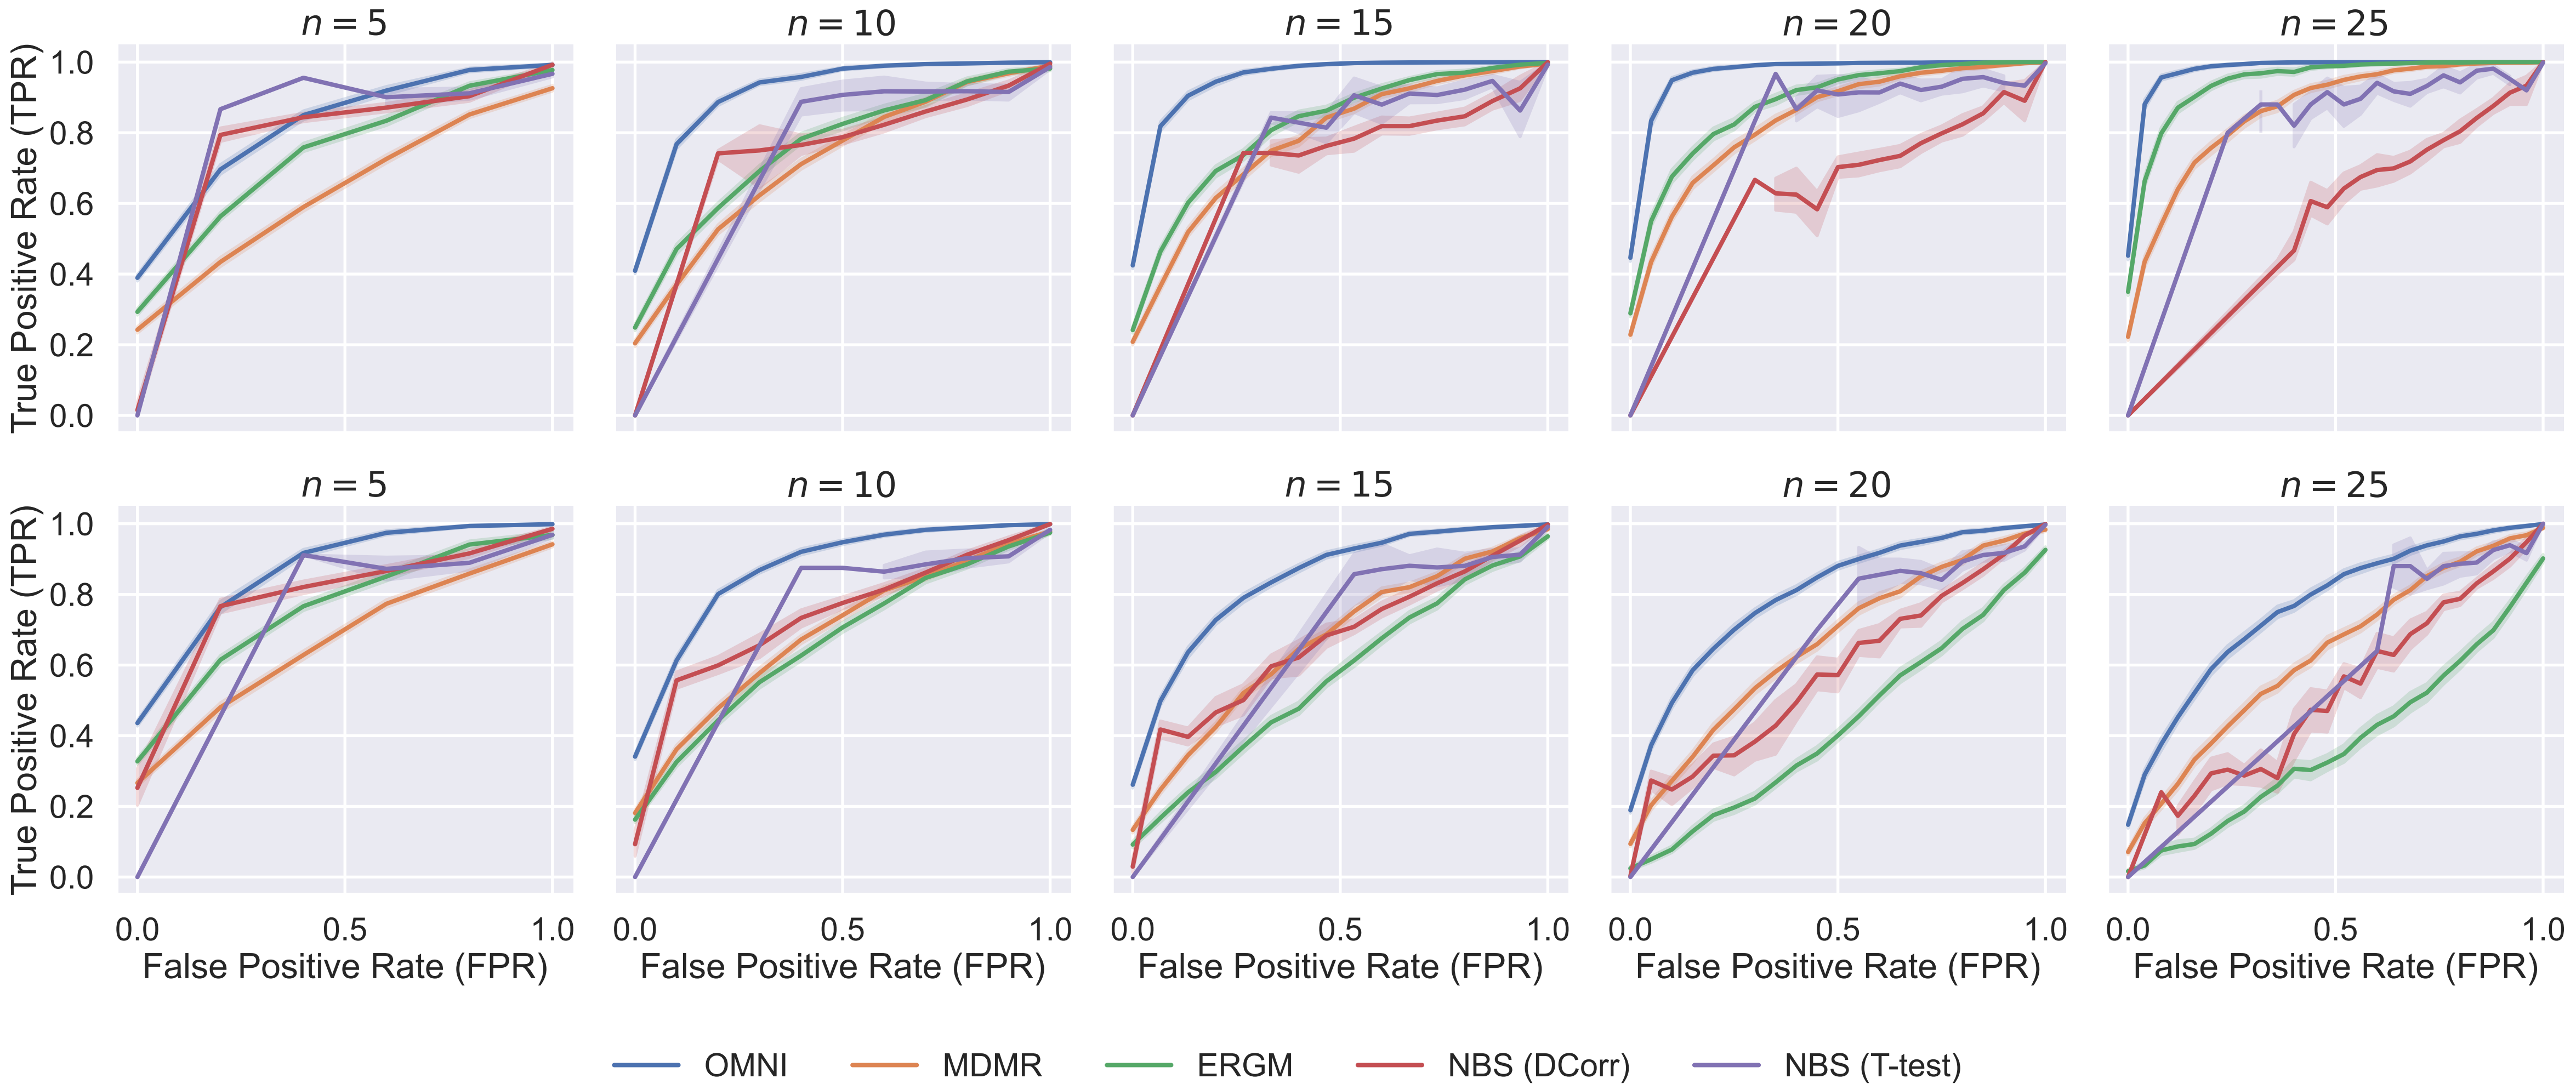 n = 5
n = 10
n = 15
n = 20
n = 25
True Positive Rate (TPR)
1.0
0.8
0.6
0.4
0.2
0.0
n = 5
n = 10
n = 15
n = 20
n = 25
True Positive Rate (TPR)
1.0
0.8
0.6
0.4
0.2
0.0
0.0 0.5 1.0
0.0 0.5 1.0
0.0 0.5 1.0
0.0 0.5 1.0
0.0 0.5 1.0
False Positive Rate (FPR)
False Positive Rate (FPR)
False Positive Rate (FPR)
False Positive Rate (FPR)
False Positive Rate (FPR)
OMNI MDMR ERGM NBS (DCorr) NBS (T-test)